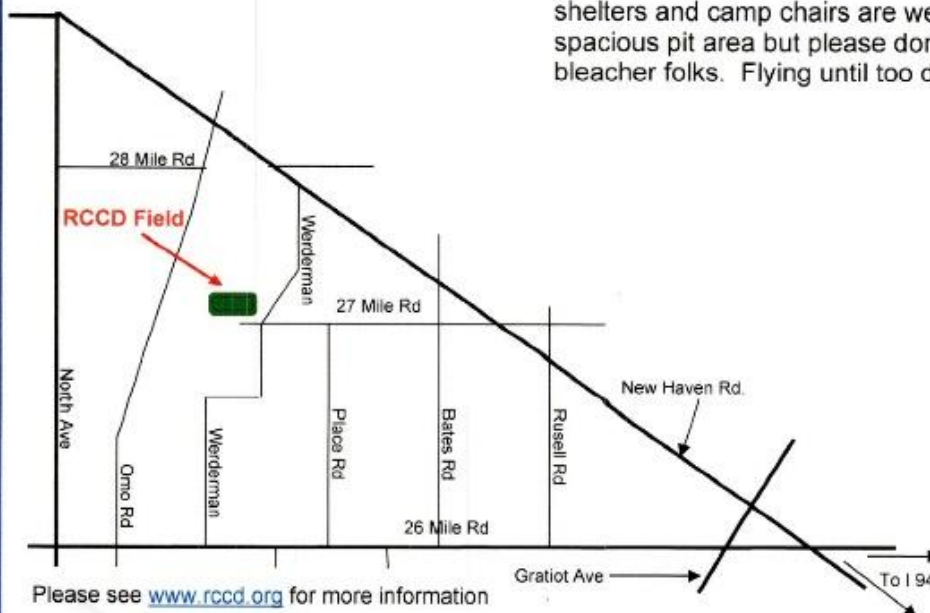 shelters and camp chairs are we
spacious pit area but please don
bleacher folks. Flying until too
28 Mile Rd
RCCD Field
Werderman
27 Mile Rd
New Haven Rd.
North Ave
Place Rd
Bates Rd
Rusell Rd
Werderman
Omo Rd
26 Mile Rd
Gratiot Ave
To I 94
Please see www.rccd.org for more information